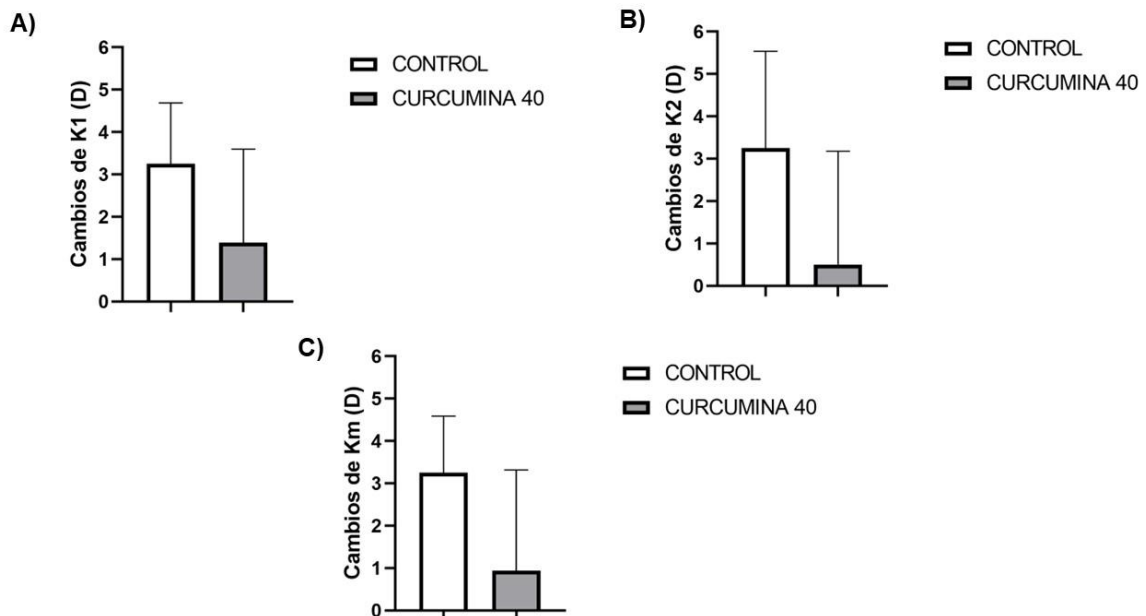 A)
Cambios de K1 (D)
6
5
4
3
2
1
0
CONTROL
CURCUMINA 40
B)
Cambios de K2 (D)
6
5
4
3
2
1
0
CONTROL
CURCUMINA 40
C)
Cambios de Km (D)
6
5
4
3
2
1
0
CONTROL
CURCUMINA 40